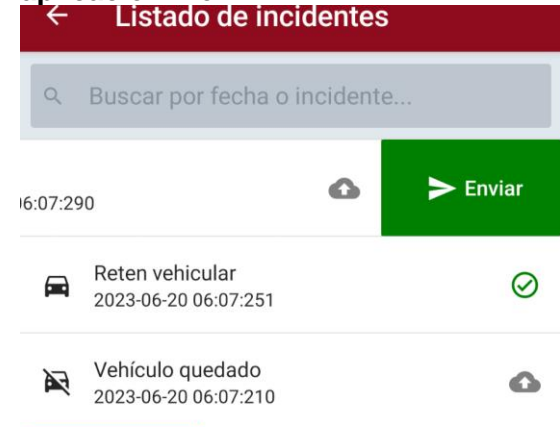 Listado de incidentes
Buscar por fecha o incidente...
6:07:290
Enviar
Reten vehicular
2023-06-20 06:07:251
Vehículo quedado
2023-06-20 06:07:210